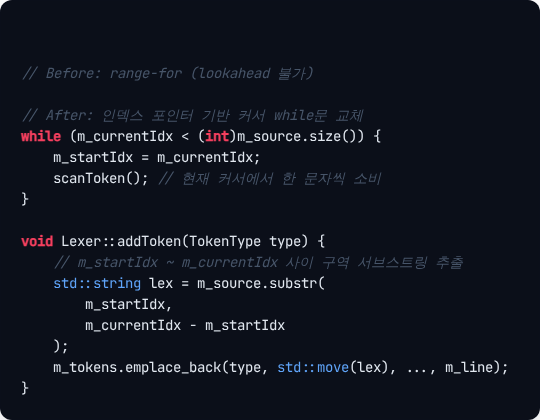 // Before: range-for (lookahead 불가)
// After: 인덱스 포인터 기반 커서 while문 교체
while (m_currentIdx < (int)m_source.size()) {
    m_startIdx = m_currentIdx;
    scanToken(); // 현재 커서에서 한 문자씩 소비
}
void Lexer::addToken(TokenType type) {
    // m_startIdx ~ m_currentIdx 사이 구역 서브스트링 추출
    std::string lex = m_source.substr(
        m_startIdx,
        m_currentIdx - m_startIdx
    );
    m_tokens.emplace_back(type, std::move(lex), ..., m_line);
}